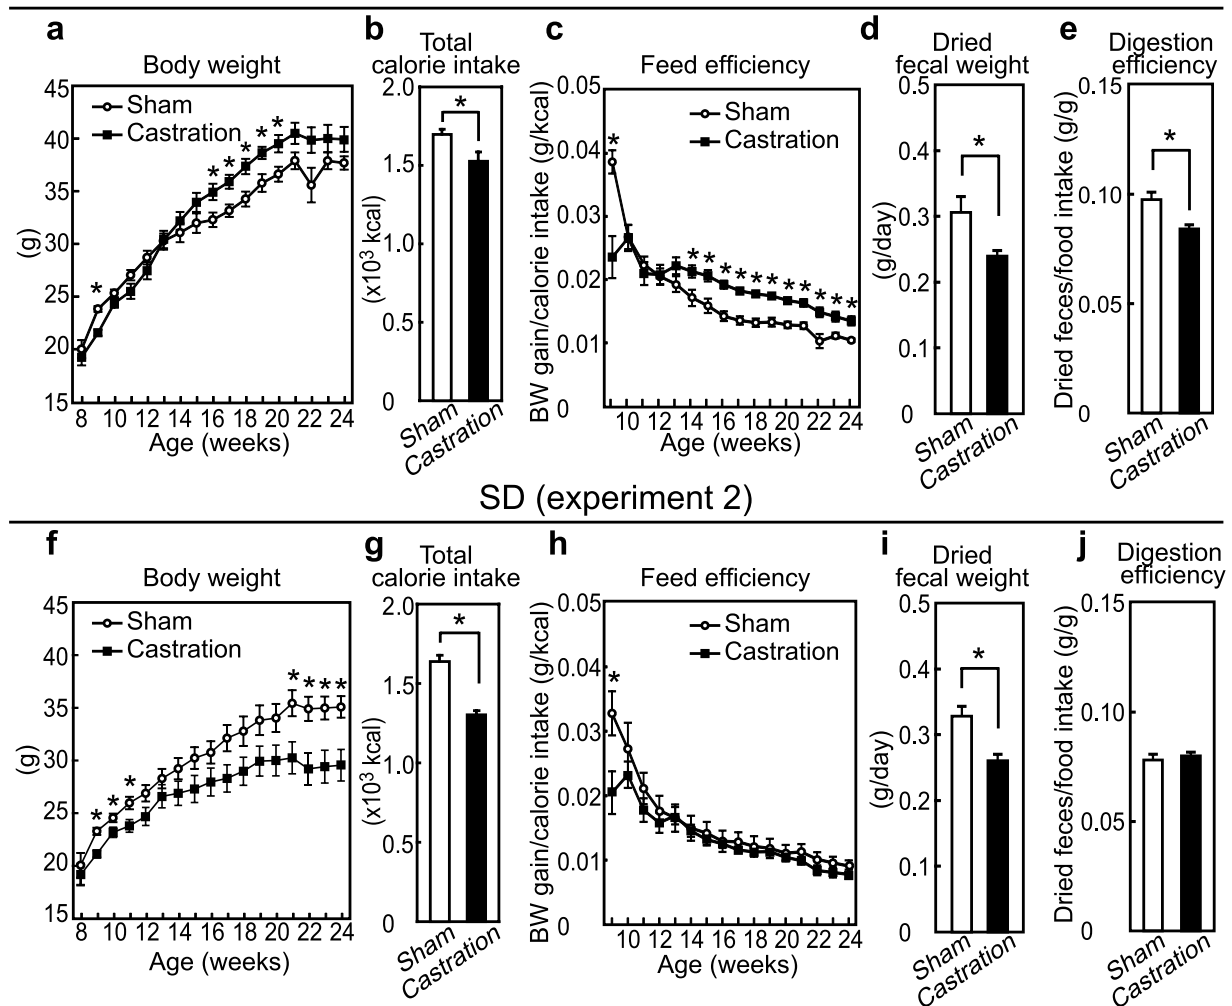 a
Body weight
Sham
Castration
* * * * * *
45
40
35
30
25
20
15
(g)
8 10 12 14 16 18 20 22 24
Age (weeks)
b
Total
calorie intake
*
2.0
1.5
1.0
0.5
0
(x10³ kcal)
Sham
Castration
c
Feed efficiency
Sham
Castration
* * * * * * * * * * * *
0.05
0.04
0.03
0.02
0.01
0
BW gain/calorie intake (g/kcal)
10 12 14 16 18 20 22 24
Age (weeks)
d
Dried
fecal weight
*
0.5
0.4
0.3
0.2
0.1
0
(g/day)
Sham
Castration
e
Digestion
efficiency
*
0.15
0.10
0.05
0
Dried feces/food intake (g/g)
Sham
Castration
SD (experiment 2)
f
Body weight
Sham
Castration
* * * * * * *
45
40
35
30
25
20
15
(g)
8 10 12 14 16 18 20 22 24
Age (weeks)
g
Total
calorie intake
*
2.0
1.5
1.0
0.5
0
(x10³ kcal)
Sham
Castration
h
Feed efficiency
Sham
Castration
*
0.05
0.04
0.03
0.02
0.01
0
BW gain/calorie intake (g/kcal)
10 12 14 16 18 20 22 24
Age (weeks)
i
Dried
fecal weight
*
0.5
0.4
0.3
0.2
0.1
0
(g/day)
Sham
Castration
j
Digestion
efficiency
0.15
0.10
0.05
0
Dried feces/food intake (g/g)
Sham
Castration